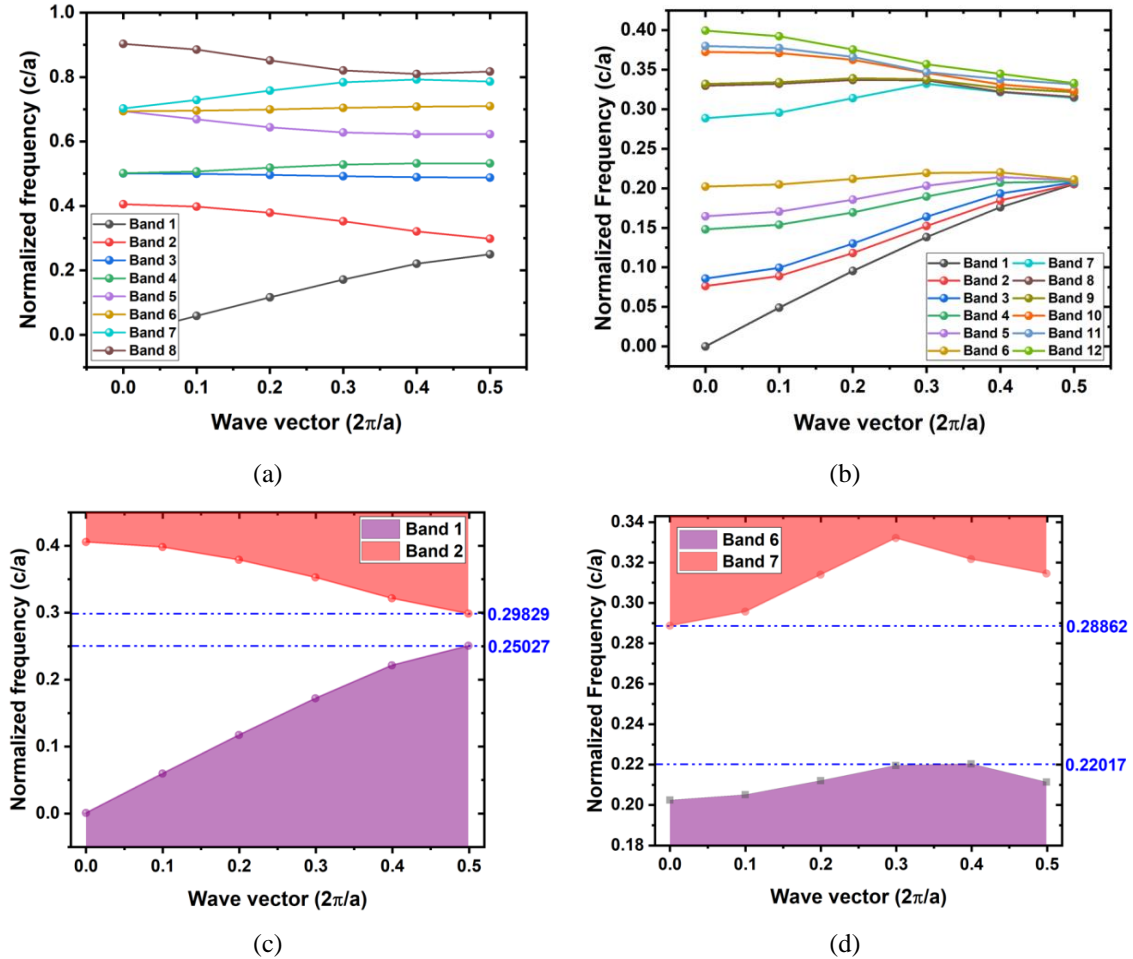 Normalized frequency (c/a)
1.0
0.8
0.6
0.4
0.2
0.0
Band 1
Band 2
Band 3
Band 4
Band 5
Band 6
Band 7
Band 8
0.0 0.1 0.2 0.3 0.4 0.5
Wave vector (2π/a)
(a)
Normalized Frequency (c/a)
0.40
0.35
0.30
0.25
0.20
0.15
0.10
0.05
0.00
Band 1 Band 7
Band 2 Band 8
Band 3 Band 9
Band 4 Band 10
Band 5 Band 11
Band 6 Band 12
0.0 0.1 0.2 0.3 0.4 0.5
Wave vector (2π/a)
(b)
Normalized frequency (c/a)
0.4
0.3
0.2
0.1
0.0
Band 1
Band 2
0.29829
0.25027
0.0 0.1 0.2 0.3 0.4 0.5
Wave vector (2π/a)
(c)
Normalized Frequency (c/a)
0.34
0.32
0.30
0.28
0.26
0.24
0.22
0.20
0.18
Band 6
Band 7
0.28862
0.22017
0.0 0.1 0.2 0.3 0.4 0.5
Wave vector (2π/a)
(d)